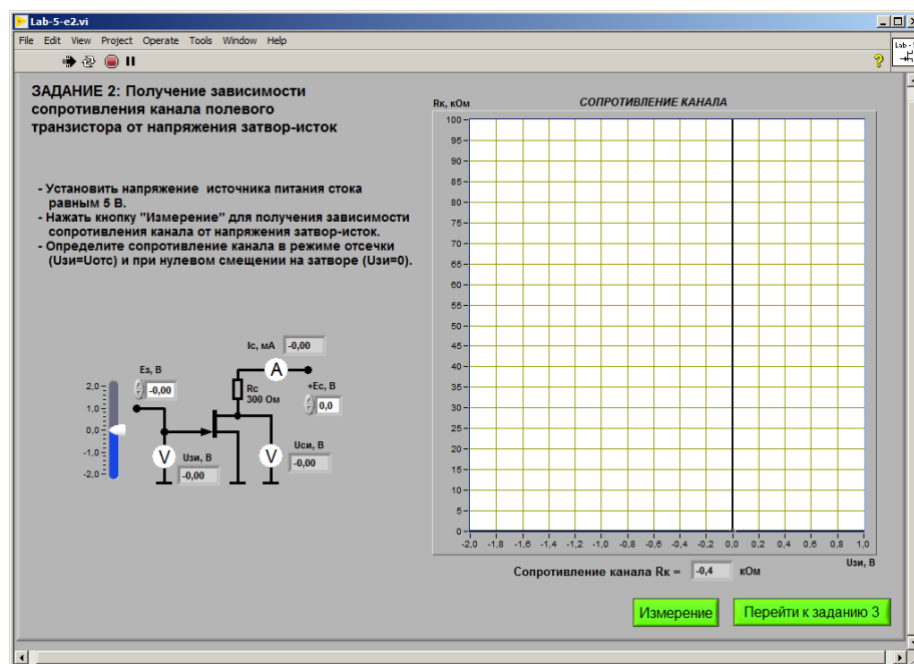 Lab-5-e2.vi
File Edit View Project Operate Tools Window Help
ЗАДАНИЕ 2: Получение зависимости
сопротивления канала полевого
транзистора от напряжения затвор-исток
- Установить напряжение источника питания стока
равным 5 В.
- Нажать кнопку "Измерение" для получения зависимости
сопротивления канала от напряжения затвор-исток.
- Определите сопротивление канала в режиме отсечки
(Uзи=Uотс) и при нулевом смещении на затворе (Uзи=0).
Ic, мА -0,00
Eз, В
-0,00
A
Rc
300 Ом
+Ec, В
0,0
2,0
1,0
0,0
-1,0
-2,0
V
Uзи, В
-0,00
V
Uси, В
-0,00
Rк, кОм
СОПРОТИВЛЕНИЕ КАНАЛА
100
95
90
85
80
75
70
65
60
55
50
45
40
35
30
25
20
15
10
5
0
-2,0 -1,8 -1,6 -1,4 -1,2 -1,0 -0,8 -0,6 -0,4 -0,2 0,0 0,2 0,4 0,6 0,8 1,0
Uзи, В
Сопротивление канала Rк = -0,4 кОм
Измерение
Перейти к заданию 3